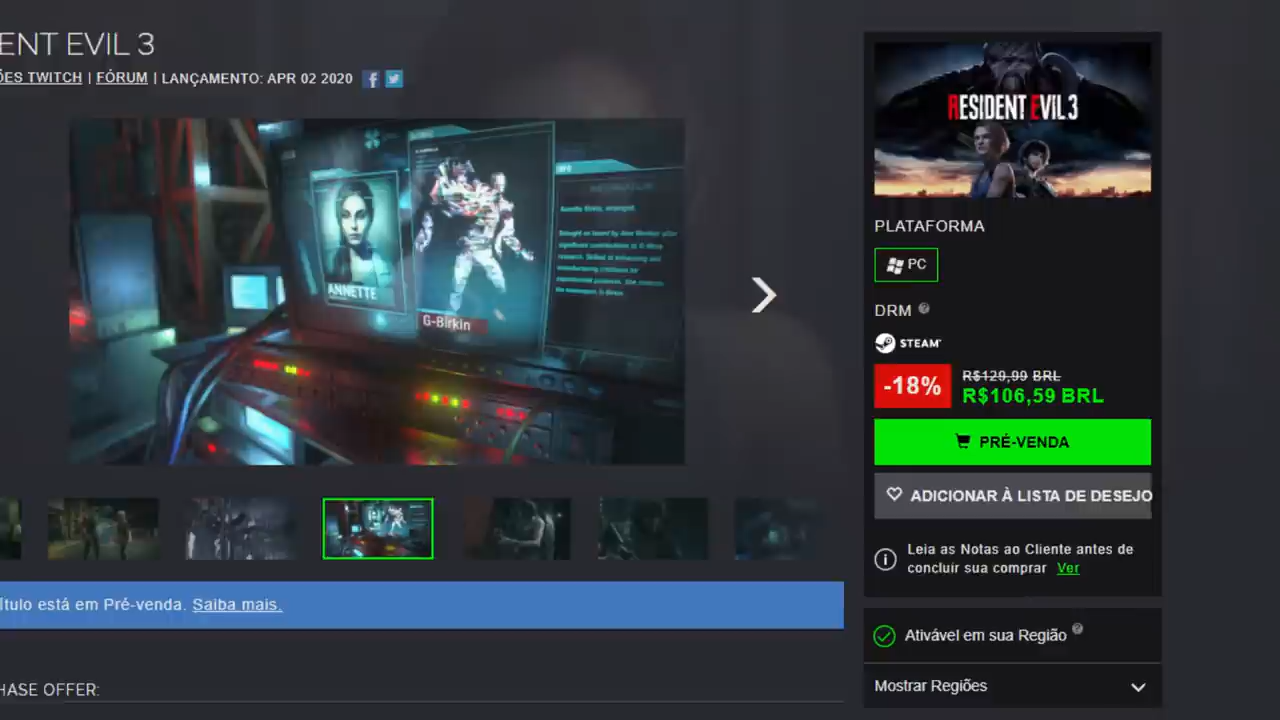 ENT EVIL 3
ÕES TWITCH | FÓRUM | LANÇAMENTO: APR 02 2020
RESIDENT EVIL 3
ANNETTE
G-Birkin
PLATAFORMA
PC
DRM
STEAM
-18%
R$129,99 BRL
R$106,59 BRL
PRÉ-VENDA
ADICIONAR À LISTA DE DESEJO
Leia as Notas ao Cliente antes de
concluir sua comprar Ver
ítulo está em Pré-venda. Saiba mais.
Ativável em sua Região
Mostrar Regiões
HASE OFFER: